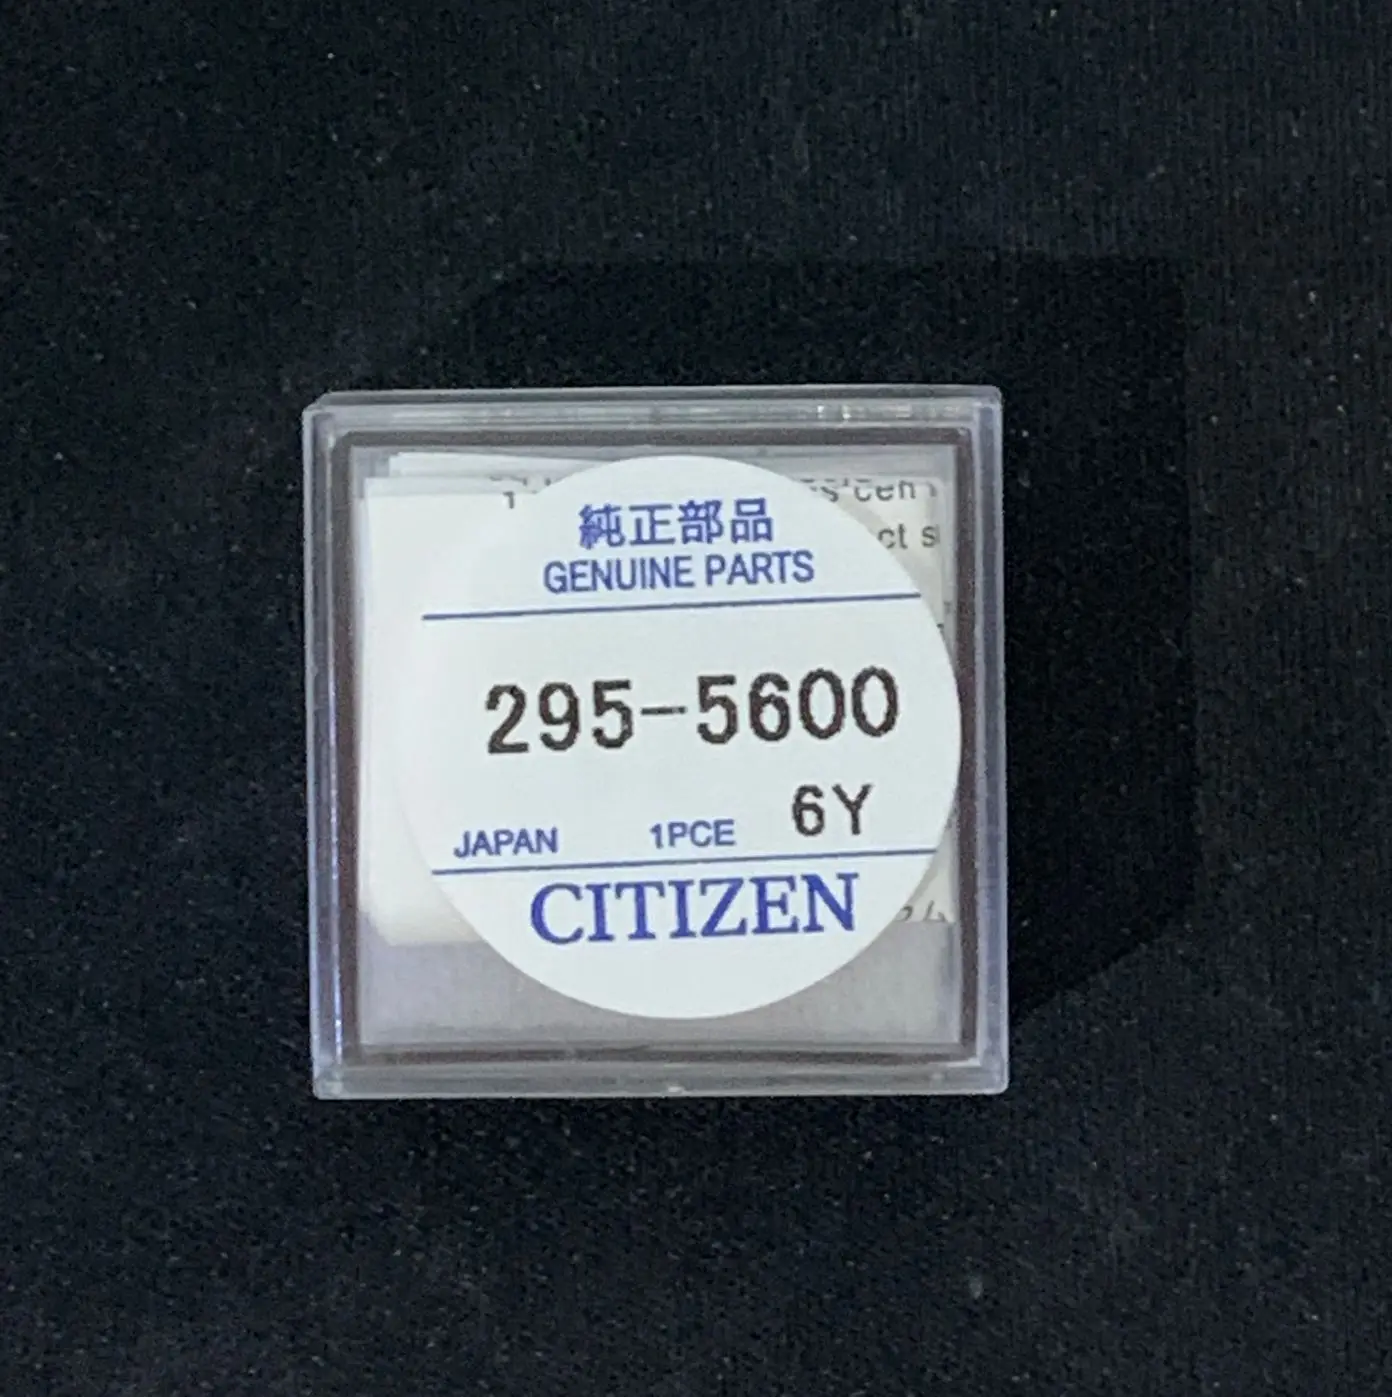 純正部品
GENUINE PARTS
295-5600
6Y
JAPAN 1PCE
CITIZEN